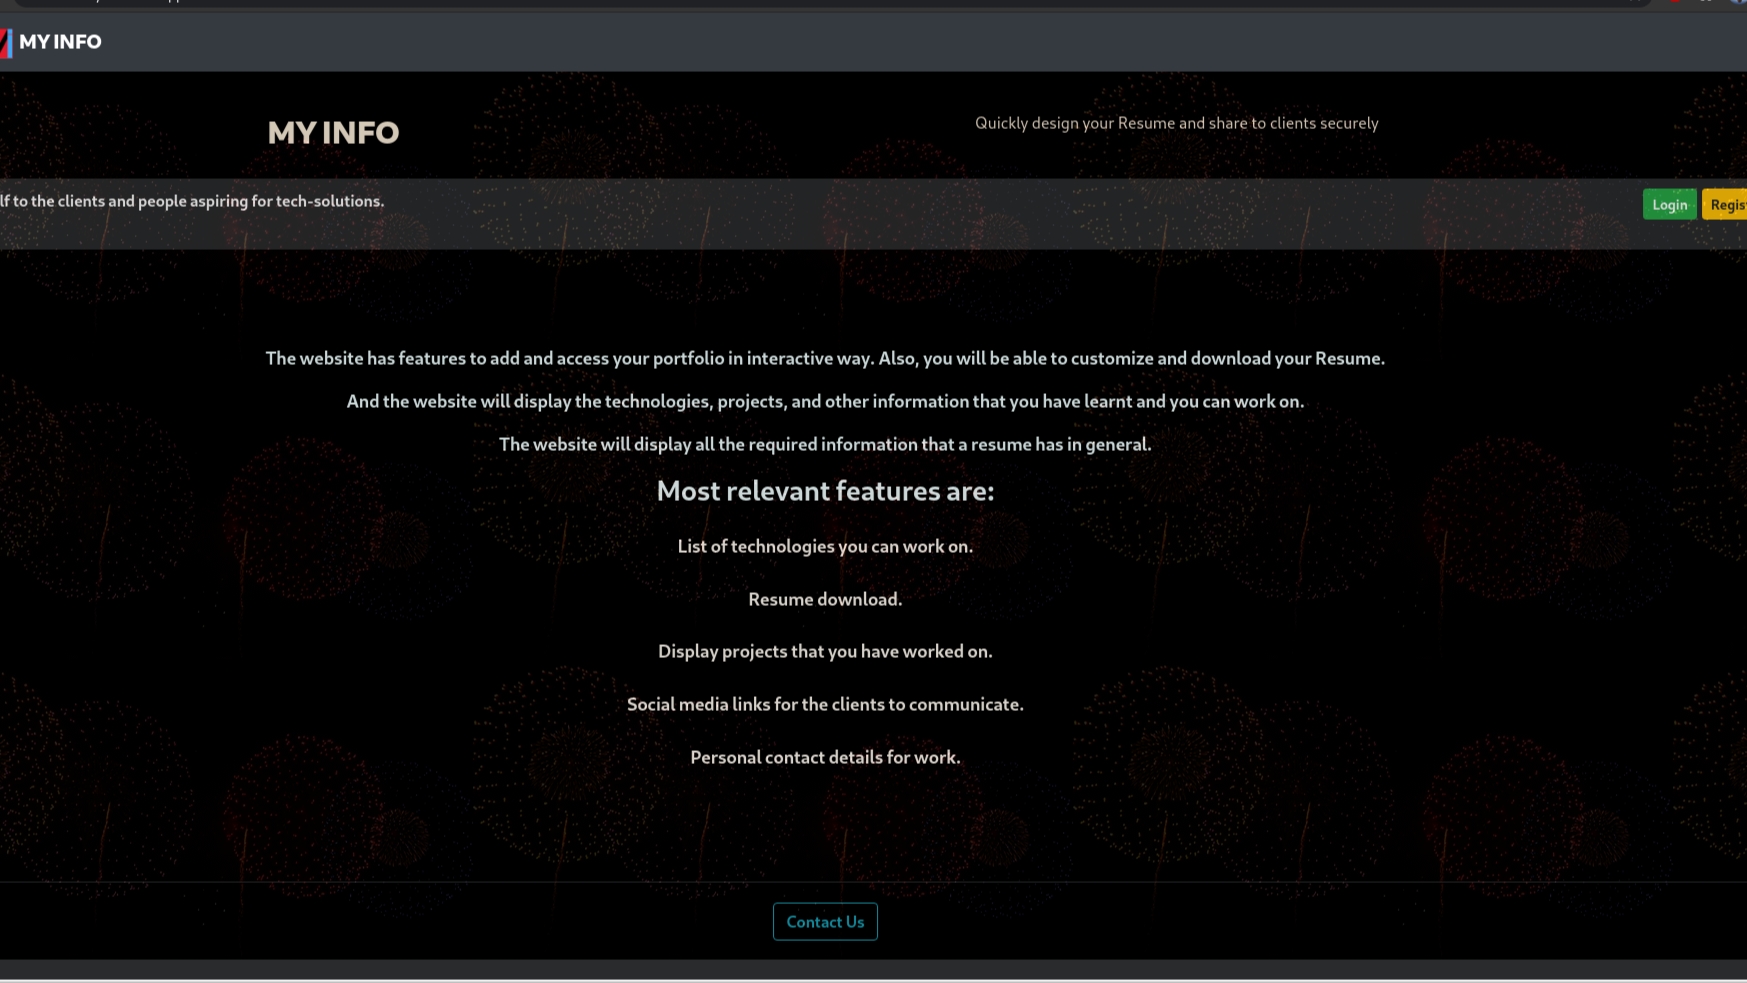 MY INFO
MY INFO
Quickly design your Resume and share to clients securely
to the clients and people aspiring for tech-solutions.
Login
The website has features to add and access your portfolio in interactive way. Also, you will be able to customize and download your Resume.
And the website will display the technologies, projects, and other information that you have learnt and you can work on.
The website will display all the required information that a resume has in general.
Most relevant features are:
List of technologies you can work on.
Resume download.
Display projects that you have worked on.
Social media links for the clients to communicate.
Personal contact details for work.
Contact Us